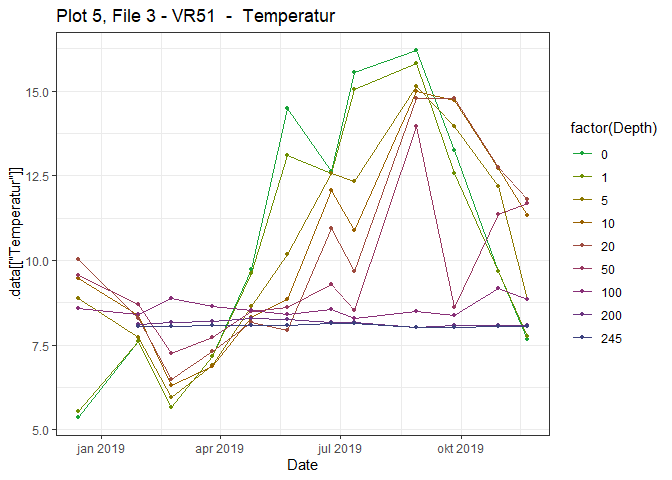 Plot 5, File 3 - VR51  -  Temperatur
.data[["Temperatur"]]
15.0
12.5
10.0
7.5
5.0
jan 2019
apr 2019
jul 2019
okt 2019
Date
factor(Depth)
0
1
5
10
20
50
100
200
245